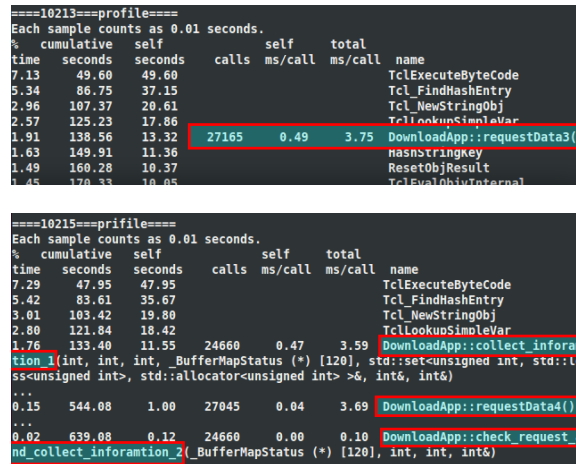 ====10213===profile====
Each sample counts as 0.01 seconds.
% cumulative self self total
time seconds seconds calls ms/call ms/call name
7.13 49.60 49.60 TclExecuteByteCode
5.34 86.75 37.15 Tcl_FindHashEntry
2.96 107.37 20.61 Tcl_NewStringObj
2.57 125.23 17.86 TclLookupSimpleVar
1.91 138.56 13.32 27165 0.49 3.75 DownloadApp::requestData3(
1.63 149.91 11.36 HashStringKey
1.49 160.28 10.37 ResetObjResult
1.45 170.33 10.05 TclEvalObjvInternal
====10215===prifile====
Each sample counts as 0.01 seconds.
% cumulative self self total
time seconds seconds calls ms/call ms/call name
7.29 47.95 47.95 TclExecuteByteCode
5.42 83.61 35.67 Tcl_FindHashEntry
3.01 103.42 19.80 Tcl_NewStringObj
2.80 121.84 18.42 TclLookupSimpleVar
1.76 133.40 11.55 24660 0.47 3.59 DownloadApp::collect_inforam
tion_1(int, int, int, _BufferMapStatus (*) [120], std::set<unsigned int, std::l
ss<unsigned int>, std::allocator<unsigned int> >&, int&, int&)
...
0.15 544.08 1.00 27045 0.04 3.69 DownloadApp::requestData4()
...
0.02 639.08 0.12 24660 0.00 0.10 DownloadApp::check_request_
nd_collect_inforamtion_2(_BufferMapStatus (*) [120], int, int, int&)